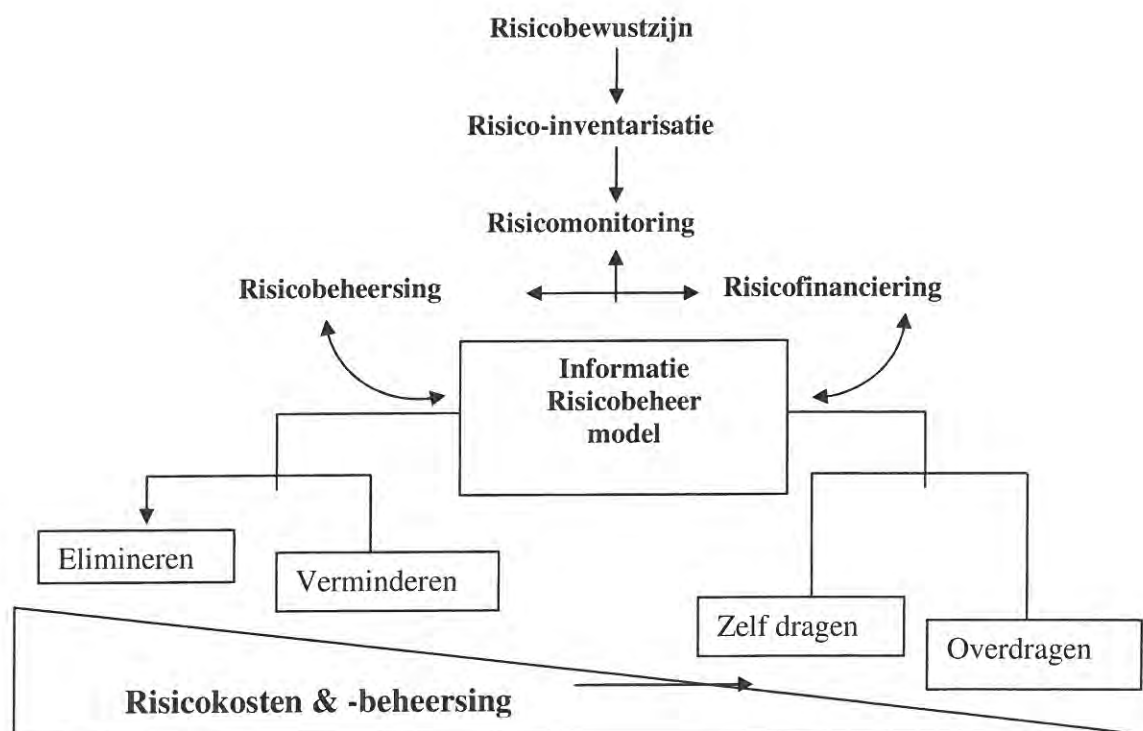 Risicobewustzijn
Risico-inventarisatie
Risicomonitoring
Risicobeheersing
Risicofinanciering
Informatie
Risicobeheer
model
Elimineren
Verminderen
Zelf dragen
Overdragen
Risicokosten & -beheersing